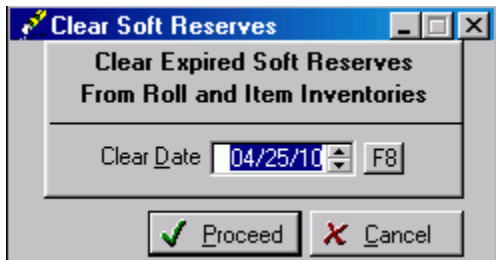 Clear Soft Reserves
Clear Expired Soft Reserves
From Roll and Item Inventories
Clear Date 04/25/10 F8
Proceed Cancel